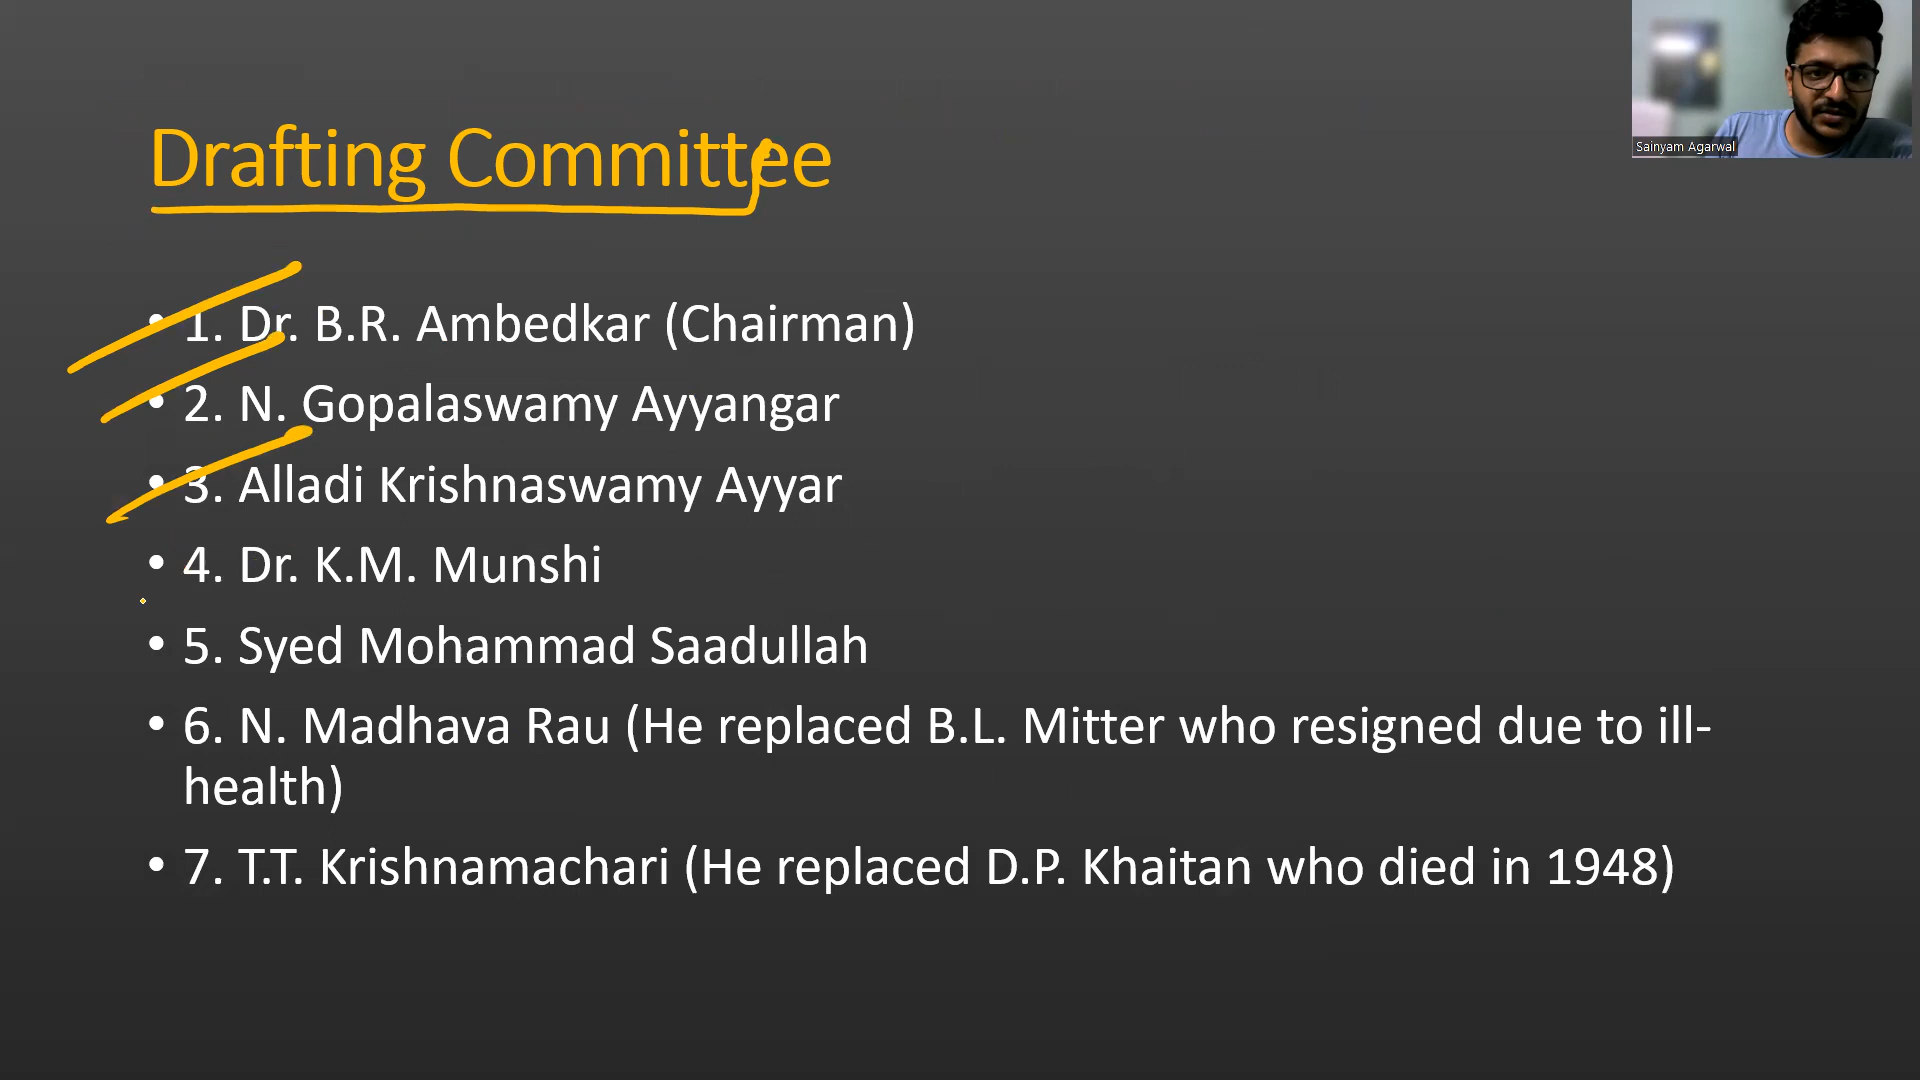 Sainyam Agarwal
Drafting Committee
• 1. Dr. B.R. Ambedkar (Chairman)
• 2. N. Gopalaswamy Ayyangar
• 3. Alladi Krishnaswamy Ayyar
• 4. Dr. K.M. Munshi
• 5. Syed Mohammad Saadullah
• 6. N. Madhava Rau (He replaced B.L. Mitter who resigned due to ill-
health)
• 7. T.T. Krishnamachari (He replaced D.P. Khaitan who died in 1948)